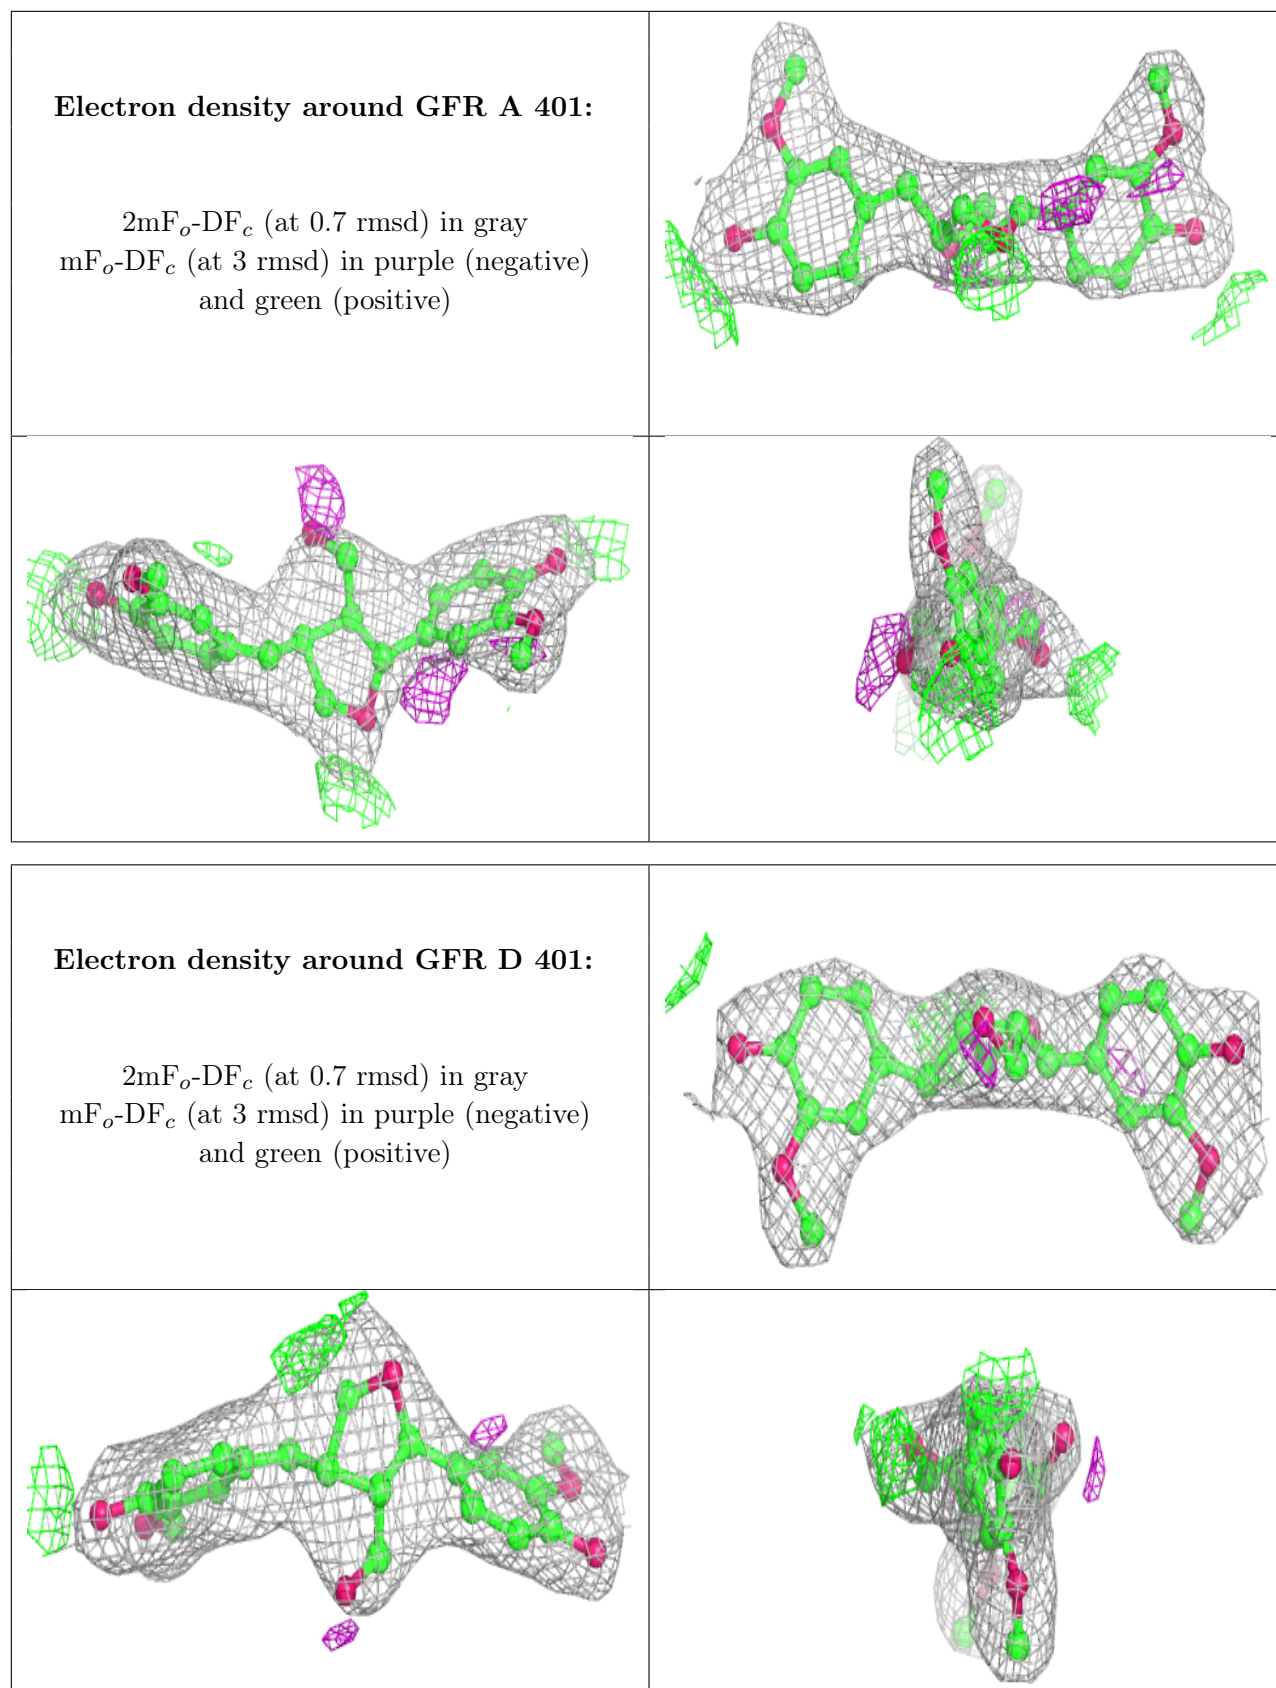 Electron density around GFR A 401:
2mFₒ-DF𝒸 (at 0.7 rmsd) in gray
mFₒ-DF𝒸 (at 3 rmsd) in purple (negative)
and green (positive)
Electron density around GFR D 401:
2mFₒ-DF𝒸 (at 0.7 rmsd) in gray
mFₒ-DF𝒸 (at 3 rmsd) in purple (negative)
and green (positive)